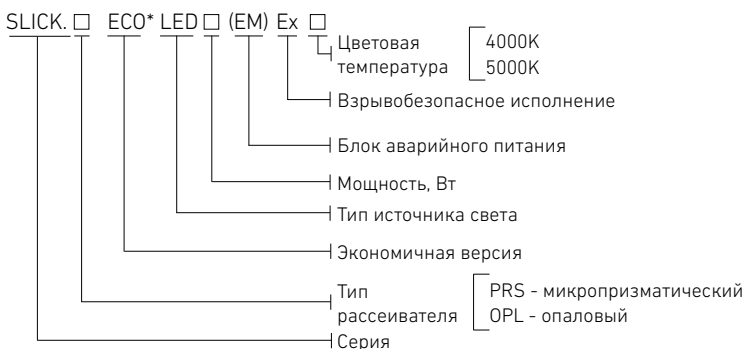 SLICK. □ ECO* LED □ (EM) Ex □
Цветовая 4000K
температура 5000K
Взрывобезопасное исполнение
Блок аварийного питания
Мощность, Вт
Тип источника света
Экономичная версия
Тип PRS - микропризматический
рассеивателя OPL - опаловый
Серия